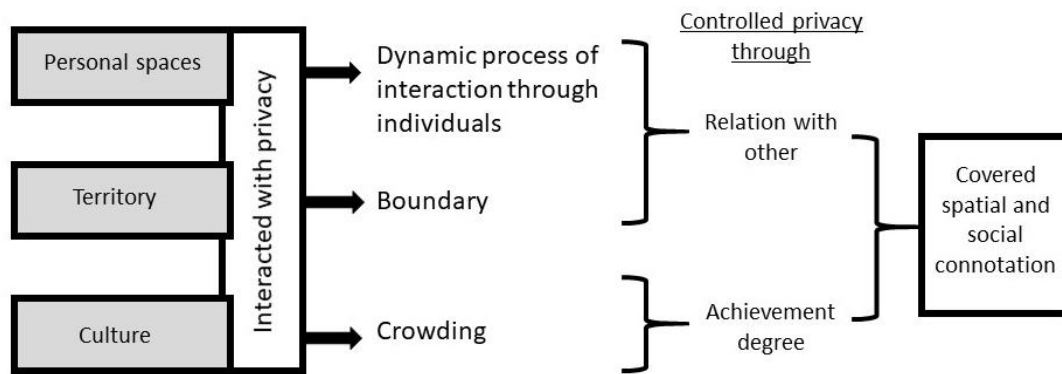 Personal spaces
Territory
Culture
Interacted with privacy
Dynamic process of
interaction through
individuals
Boundary
Crowding
Controlled privacy
through
Relation with
other
Achievement
degree
Covered
spatial and
social
connotation